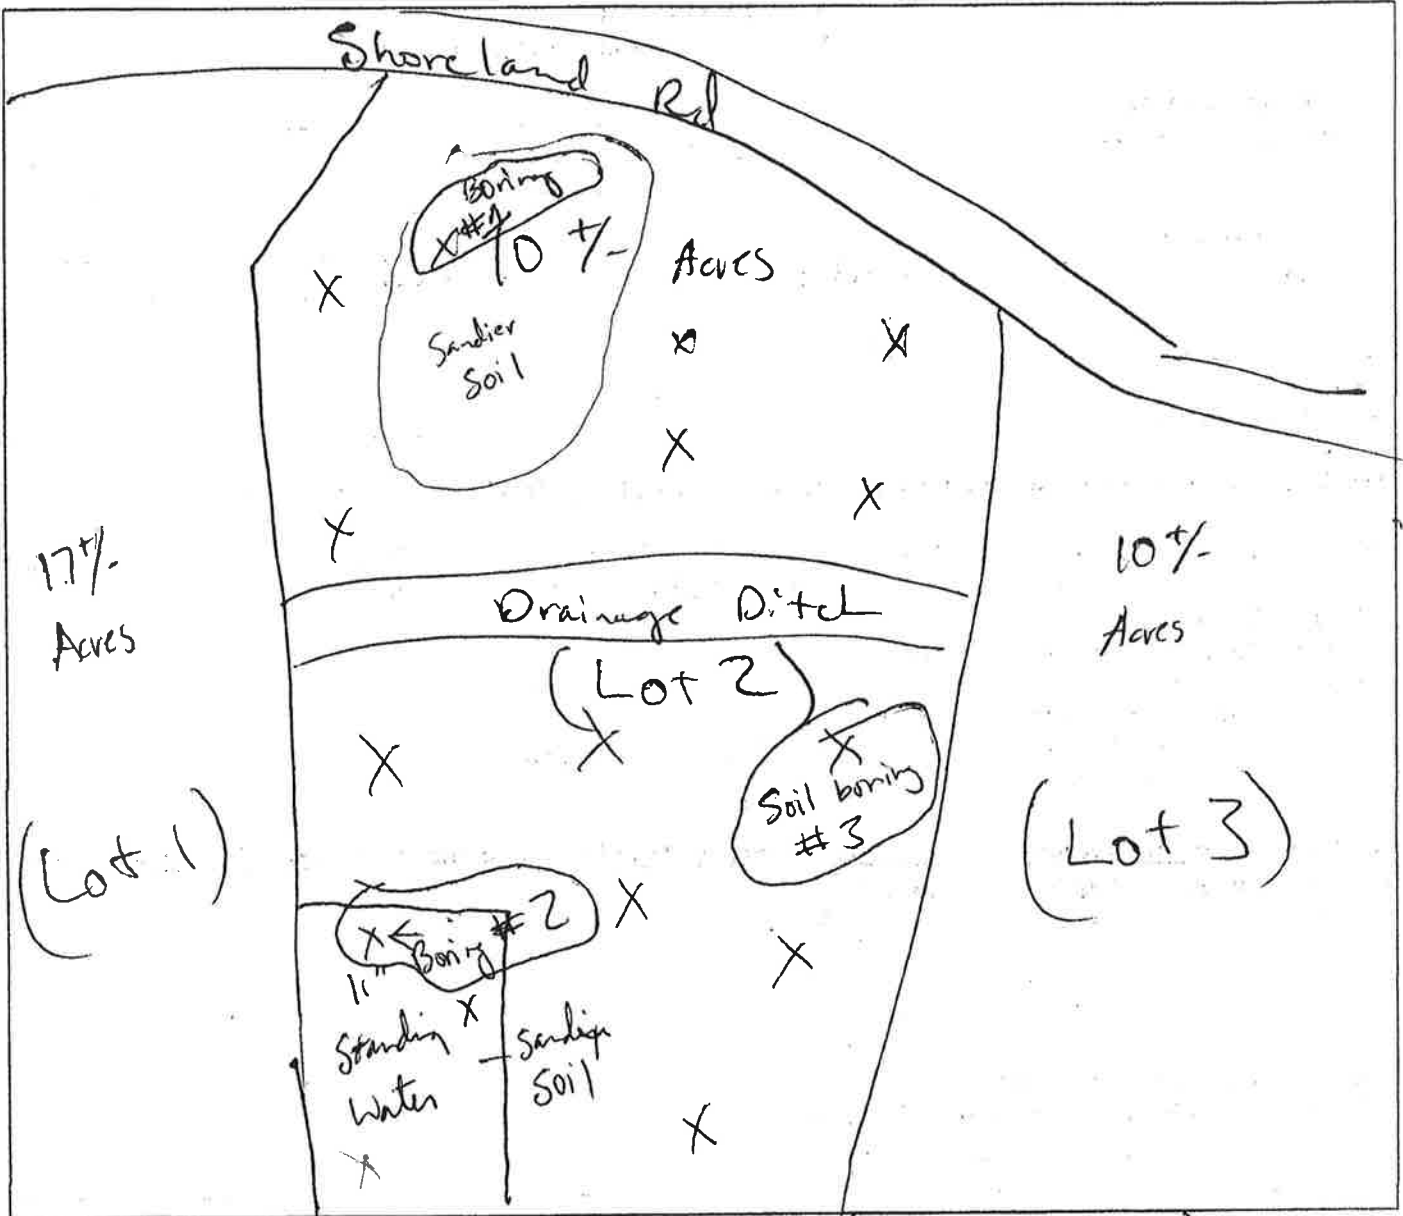 Shoreland Rd
Boring
#1
10 +/- Acres
Sandier
Soil
17 +/-
Acres
10 +/-
Acres
Drainage Ditch
(Lot 2)
Soil boring
#3
(Lot 1)
(Lot 3)
Boring #2
11"
Standing
Water
Sandier
Soil